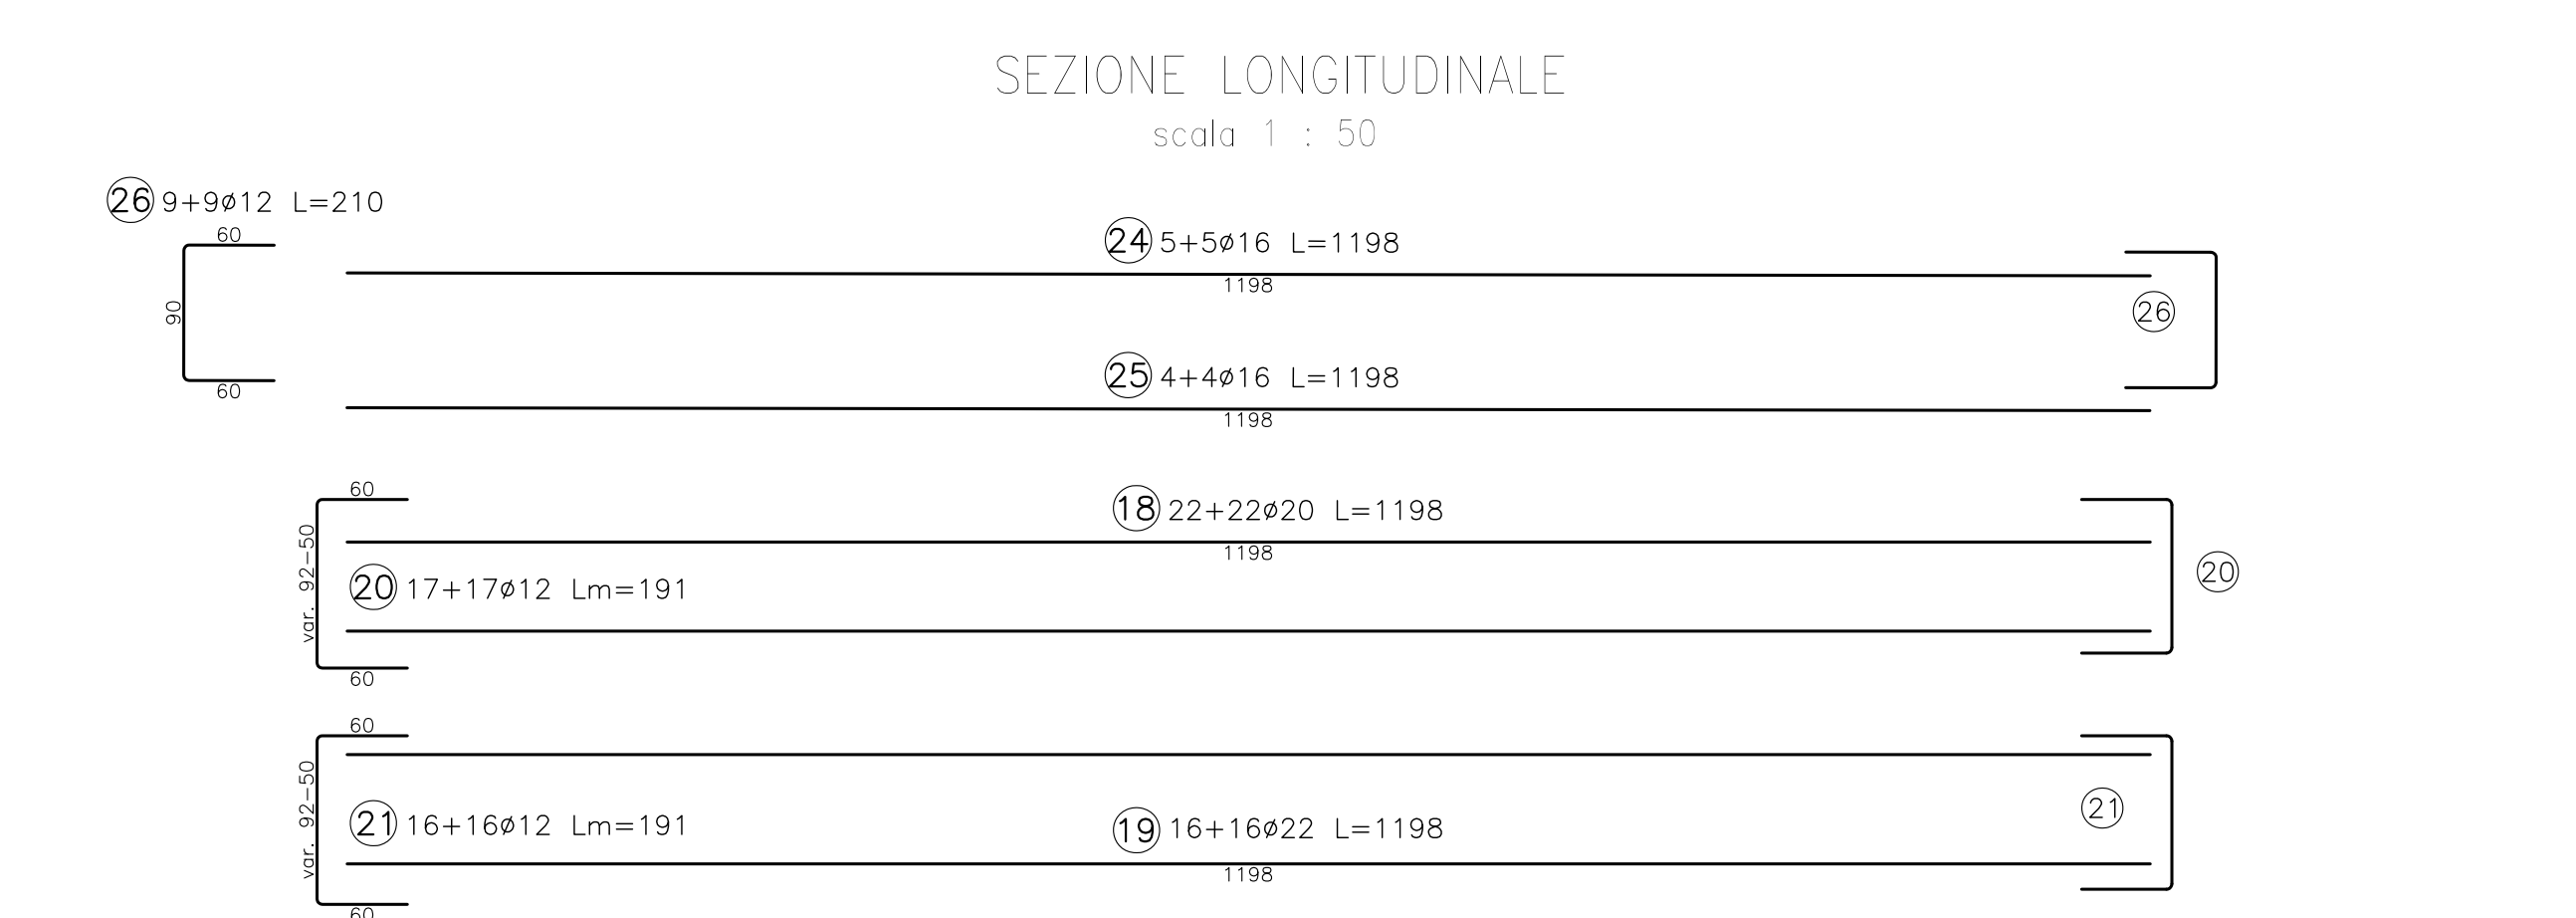 SEZIONE LONGITUDINALE
scala 1 : 50
26 9+9ø12 L=210
60
90
60
24 5+5ø16 L=1198
1198
26
25 4+4ø16 L=1198
1198
60
18 22+22ø20 L=1198
1198
var. 92-50
20 17+17ø12 Lm=191
20
60
60
var. 92-50
21 16+16ø12 Lm=191
19 16+16ø22 L=1198
1198
21
60